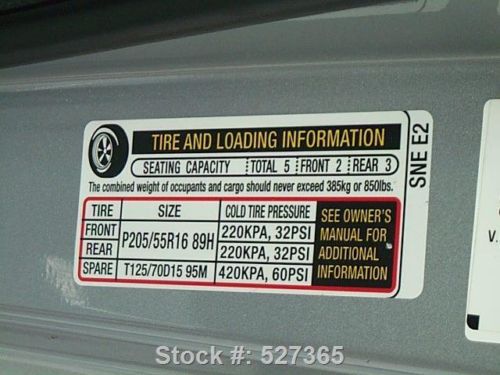 TIRE AND LOADING INFORMATION
SEATING CAPACITY TOTAL 5 FRONT 2 REAR 3
The combined weight of occupants and cargo should never exceed 385kg or 850lbs.
TIRE SIZE COLD TIRE PRESSURE
FRONT P205/55R16 89H 220KPA, 32PSI
REAR 220KPA, 32PSI
SPARE T125/70D15 95M 420KPA, 60PSI
SEE OWNER'S
MANUAL FOR
ADDITIONAL
INFORMATION
SNE E2
V.
Stock #: 527365